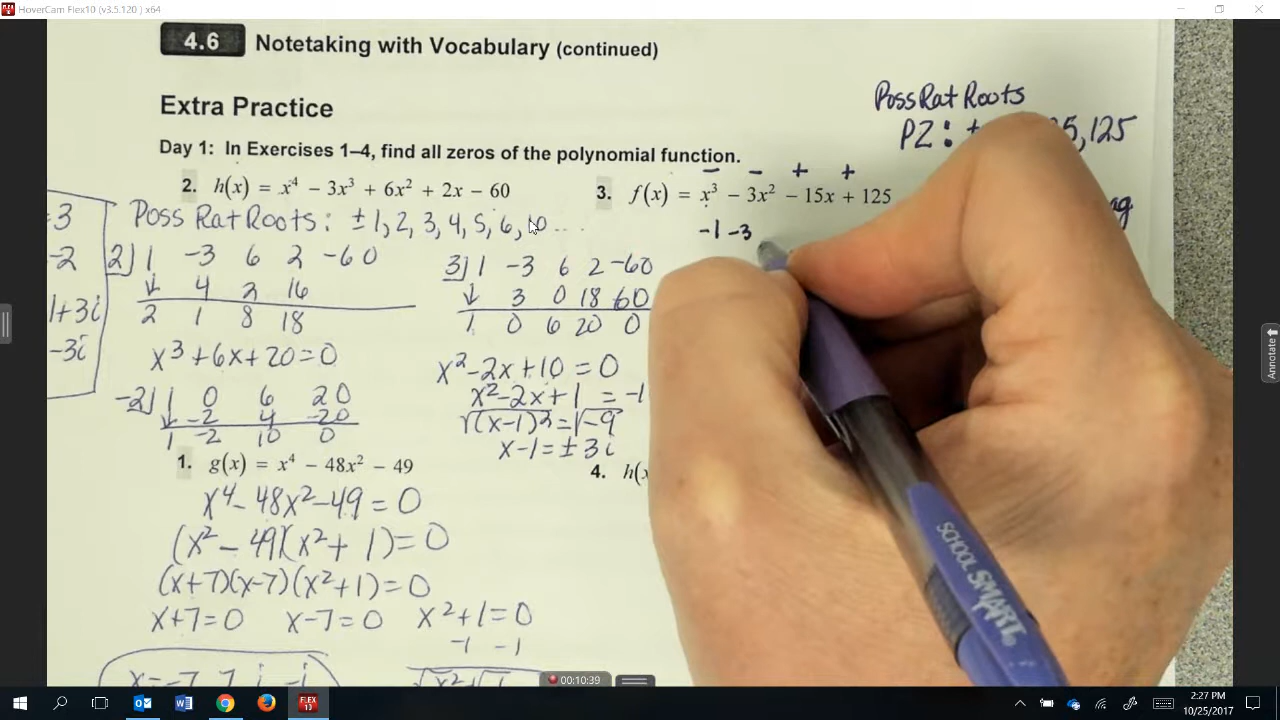 HoverCam Flex10 (v3.5.120) x64
4.6 Notetaking with Vocabulary (continued)
Extra Practice
Poss Rat Roots
PZ: ± 25, 125
Day 1: In Exercises 1–4, find all zeros of the polynomial function.
2. h(x) = x⁴ − 3x³ + 6x² + 2x − 60
Poss Rat Roots: ± 1, 2, 3, 4, 5, 6, 10 ...
=3
-2
1+3i
-3i
2⌋ 1 -3 6 2 -60
↓ 4 2 16
2 1 8 18
x³ + 6x + 20 = 0
-2⌋ 1 0 6 20
↓ -2 4 -20
1 -2 10 0
3⌋ 1 -3 6 2 -60
↓ 3 0 18 60
1 0 6 20 0
x² - 2x + 10 = 0
x² - 2x + 1 = -1
√(x-1)² = √-9
x - 1 = ± 3i
− − + +
3. f(x) = x³ − 3x² − 15x + 125
-1 -3
1. g(x) = x⁴ − 48x² − 49
x⁴ - 48x² - 49 = 0
(x² - 49)(x² + 1) = 0
(x+7)(x-7)(x²+1) = 0
x+7=0 x-7=0 x²+1=0
-1 -1
x = -7, 7, i, -i
4. h(x
SCHOOL SMART
00:10:39
Annotate
FLEX 10
2:27 PM
10/25/2017